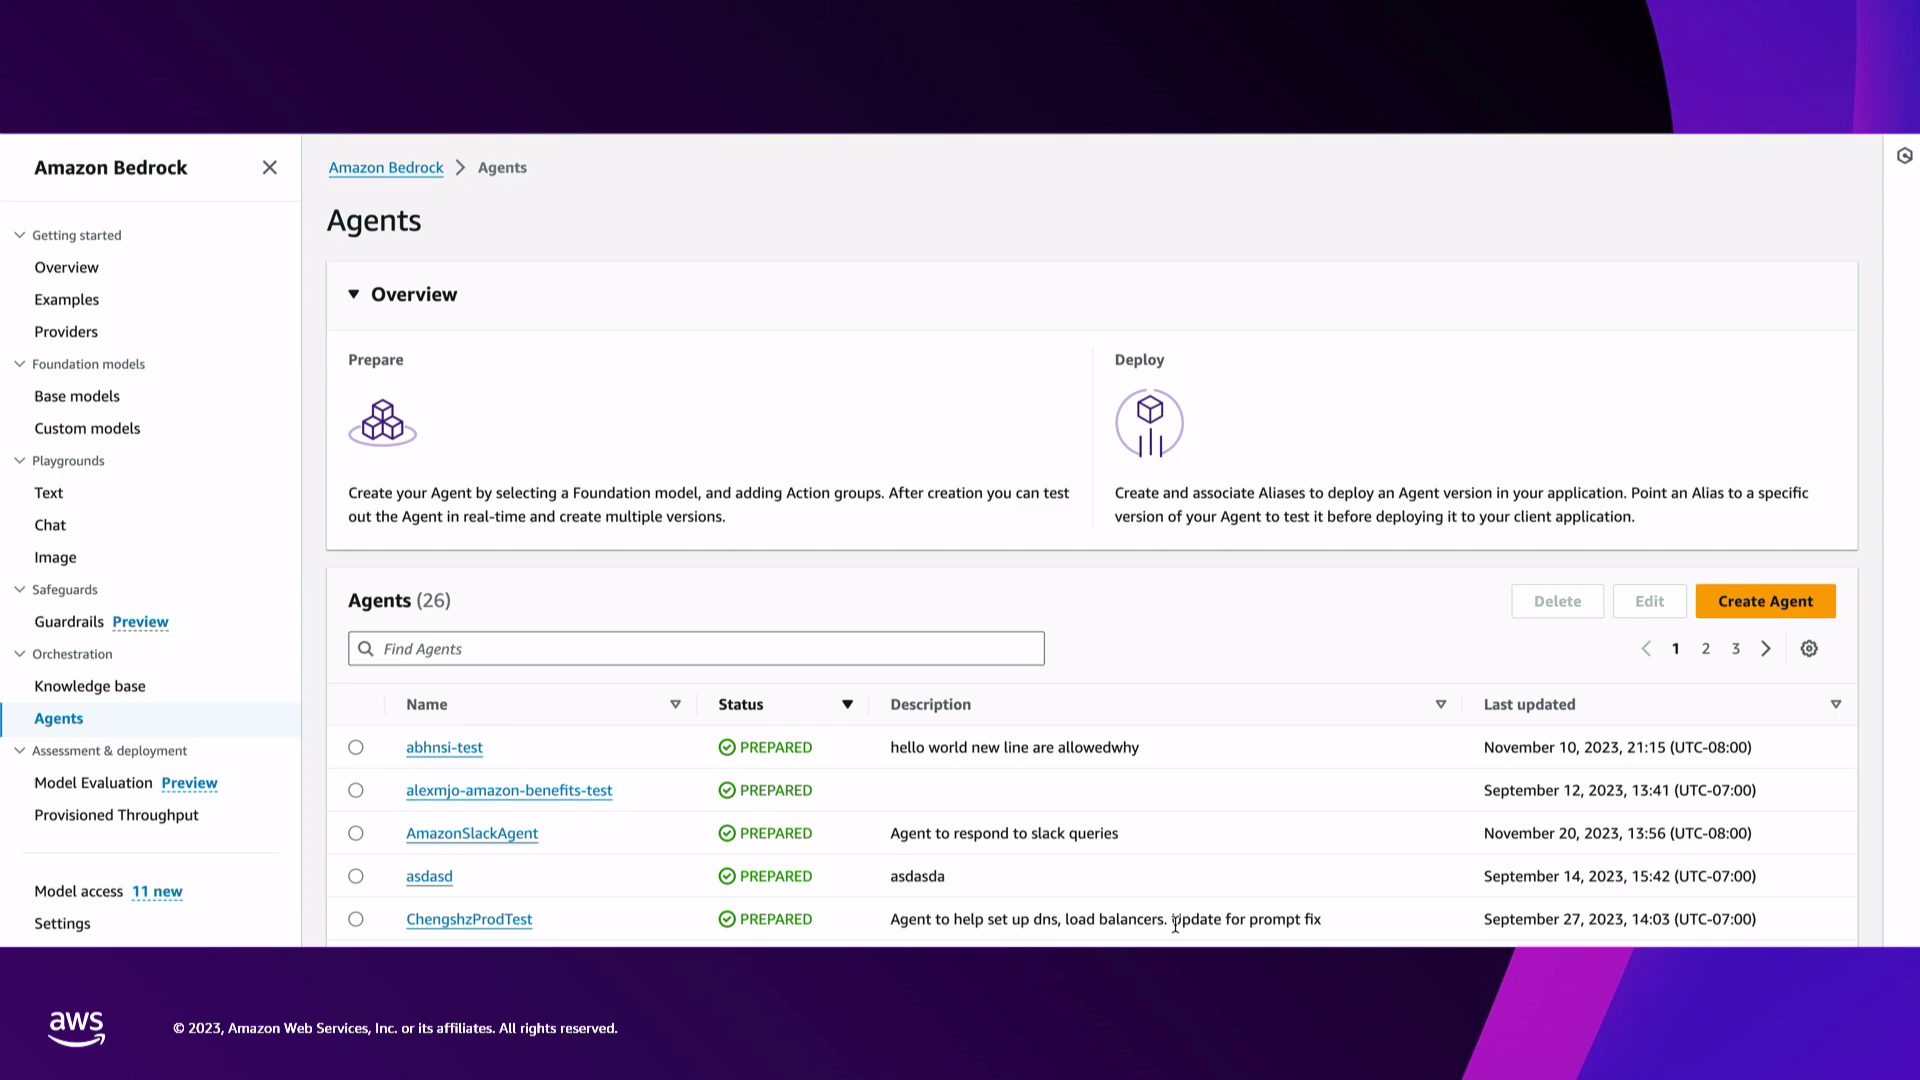 Amazon Bedrock
Getting started
Overview
Examples
Providers
Foundation models
Base models
Custom models
Playgrounds
Text
Chat
Image
Safeguards
Guardrails Preview
Orchestration
Knowledge base
Agents
Assessment & deployment
Model Evaluation Preview
Provisioned Throughput
Model access 11 new
Settings
Amazon Bedrock Agents
Agents
Overview
Prepare
Create your Agent by selecting a Foundation model, and adding Action groups. After creation you can test
out the Agent in real-time and create multiple versions.
Deploy
Create and associate Aliases to deploy an Agent version in your application. Point an Alias to a specific
version of your Agent to test it before deploying it to your client application.
Agents (26)
Delete Edit Create Agent
Find Agents
1 2 3
Name Status Description Last updated
abhnsi-test PREPARED hello world new line are allowedwhy November 10, 2023, 21:15 (UTC-08:00)
alexmjo-amazon-benefits-test PREPARED September 12, 2023, 13:41 (UTC-07:00)
AmazonSlackAgent PREPARED Agent to respond to slack queries November 20, 2023, 13:56 (UTC-08:00)
asdasd PREPARED asdasda September 14, 2023, 15:42 (UTC-07:00)
ChengshzProdTest PREPARED Agent to help set up dns, load balancers. Update for prompt fix September 27, 2023, 14:03 (UTC-07:00)
aws
© 2023, Amazon Web Services, Inc. or its affiliates. All rights reserved.